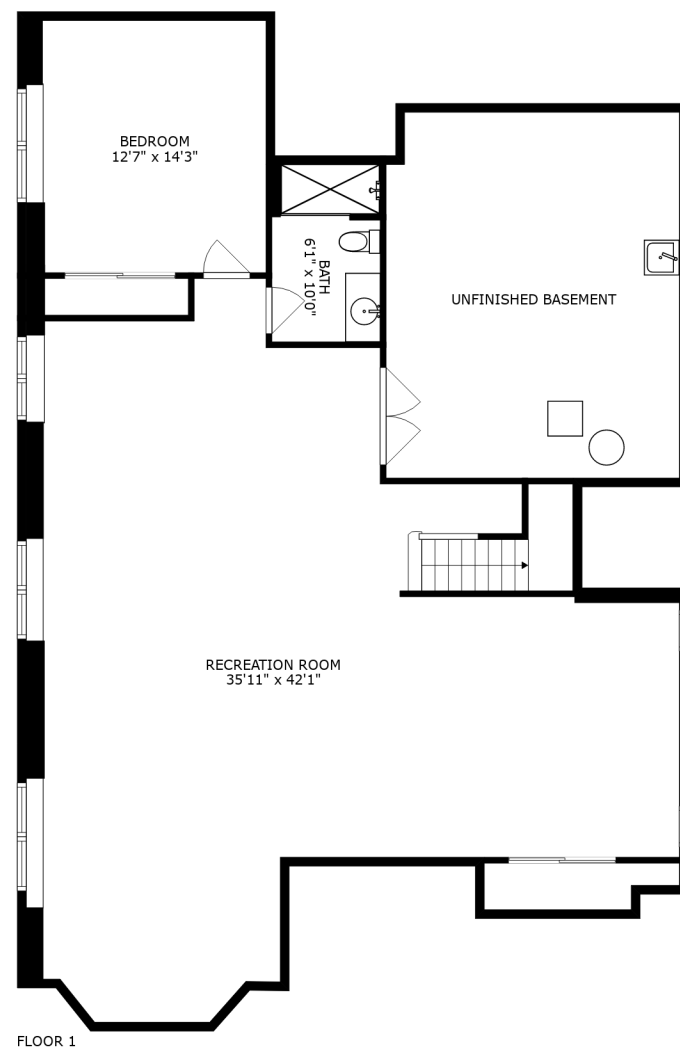 BEDROOM
12'7" x 14'3"
BATH
6'1" x 10'0"
UNFINISHED BASEMENT
RECREATION ROOM
35'11" x 42'1"
FLOOR 1